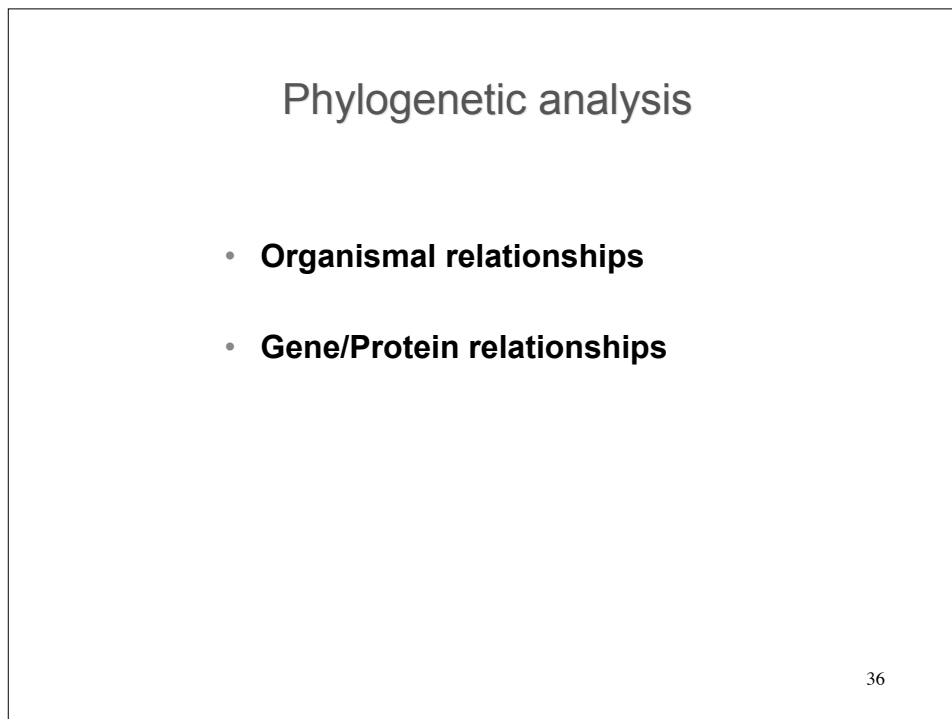 Phylogenetic analysis
• Organismal relationships
• Gene/Protein relationships
36